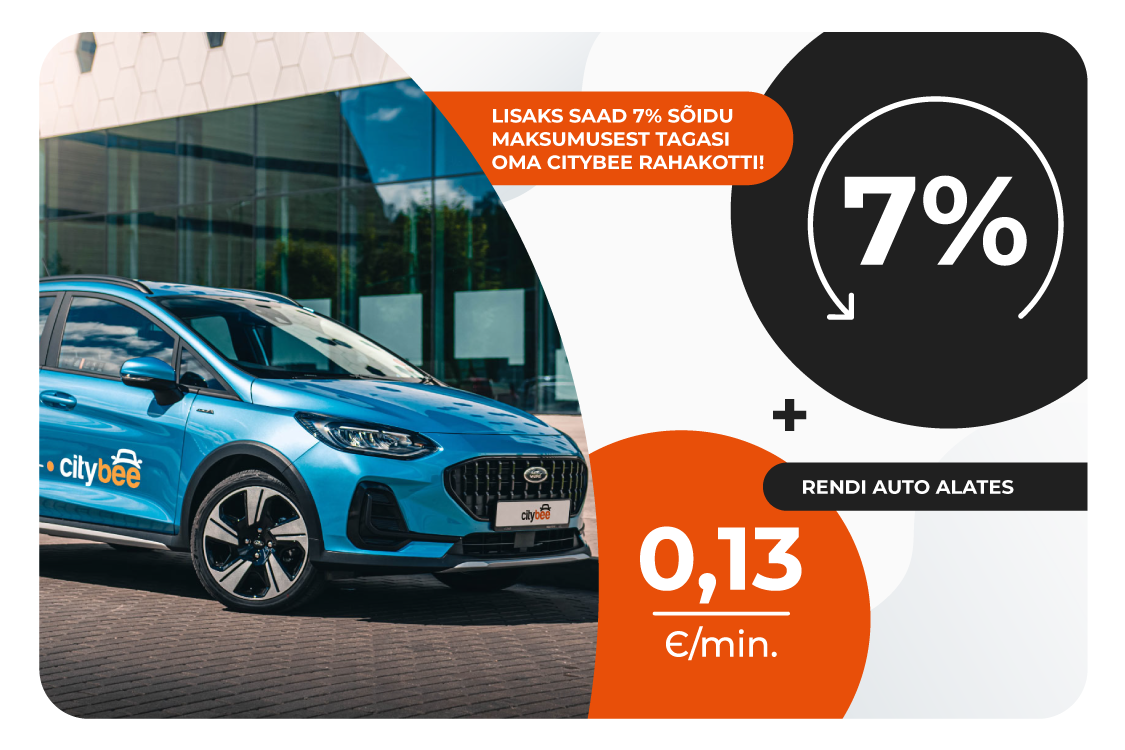 LISAKS SAAD 7% SÕIDU
MAKSUMUSEST TAGASI
OMA CITYBEE RAHAKOTTI!
7%
+
RENDI AUTO ALATES
0,13
€/min.
citybee
citybee